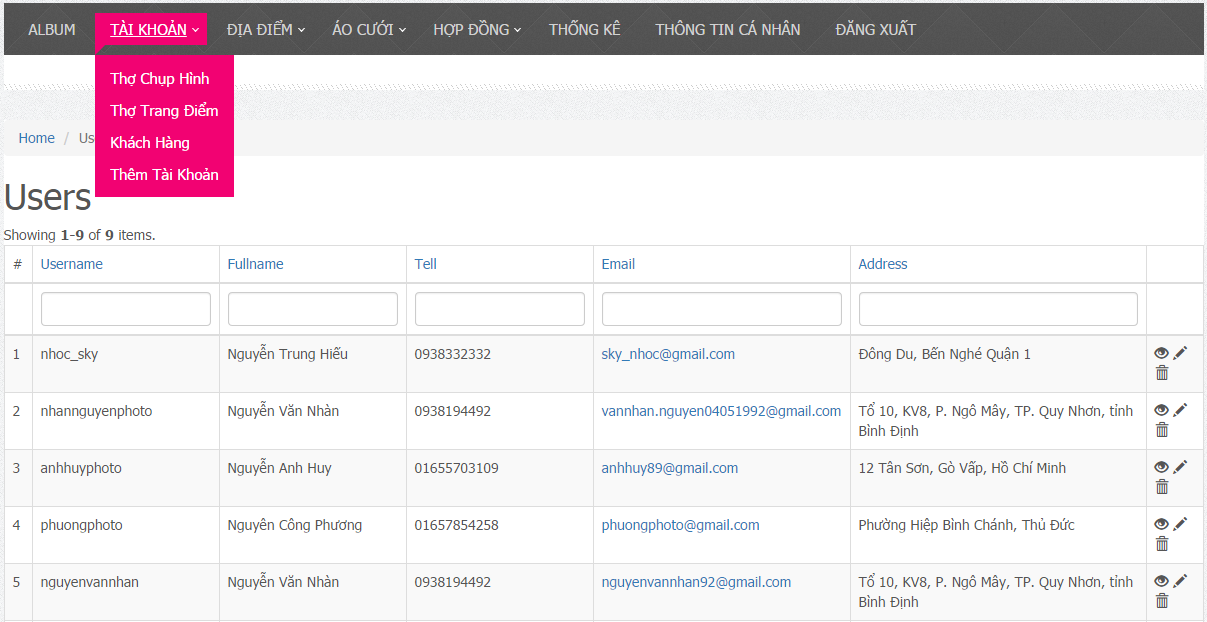 ALBUM TÀI KHOẢN ĐỊA ĐIỂM ÁO CƯỚI HỢP ĐỒNG THỐNG KÊ THÔNG TIN CÁ NHÂN ĐĂNG XUẤT
Thợ Chụp Hình
Thợ Trang Điểm
Home / Us
Khách Hàng
Thêm Tài Khoản
Users
Showing 1-9 of 9 items.
# Username Fullname Tell Email Address
1 nhoc_sky Nguyễn Trung Hiếu 0938332332 sky_nhoc@gmail.com Đông Du, Bến Nghé Quận 1
2 nhannguyenphoto Nguyễn Văn Nhàn 0938194492 vannhan.nguyen04051992@gmail.com Tổ 10, KV8, P. Ngô Mây, TP. Quy Nhơn, tỉnh
Bình Định
3 anhhuyphoto Nguyễn Anh Huy 01655703109 anhhuy89@gmail.com 12 Tân Sơn, Gò Vấp, Hồ Chí Minh
4 phuongphoto Nguyên Công Phương 01657854258 phuongphoto@gmail.com Phường Hiệp Bình Chánh, Thủ Đức
5 nguyenvannhan Nguyễn Văn Nhàn 0938194492 nguyenvannhan92@gmail.com Tổ 10, KV8, P. Ngô Mây, TP. Quy Nhơn, tỉnh
Bình Định